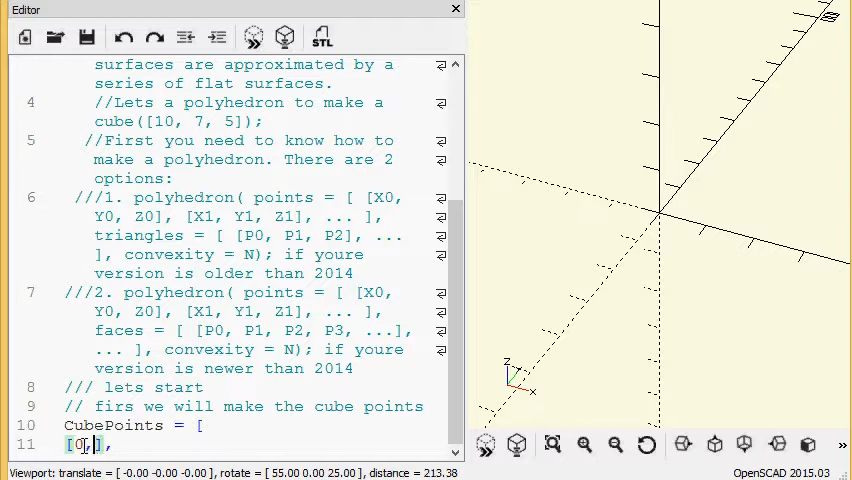 Editor
STL
surfaces are approximated by a
series of flat surfaces.
4 //Lets a polyhedron to make a
cube([10, 7, 5]);
5 //First you need to know how to
make a polyhedron. There are 2
options:
6 ///1. polyhedron( points = [ [X0,
Y0, Z0], [X1, Y1, Z1], ... ],
triangles = [ [P0, P1, P2], ...
], convexity = N); if youre
version is older than 2014
7 ///2. polyhedron( points = [ [X0,
Y0, Z0], [X1, Y1, Z1], ... ],
faces = [ [P0, P1, P2, P3, ...],
... ], convexity = N); if youre
version is newer than 2014
8 /// lets start
9 // firs we will make the cube points
10 CubePoints = [
11 [0,],
z
x
Viewport: translate = [ -0.00 -0.00 -0.00 ], rotate = [ 55.00 0.00 25.00 ], distance = 213.38
OpenSCAD 2015.03